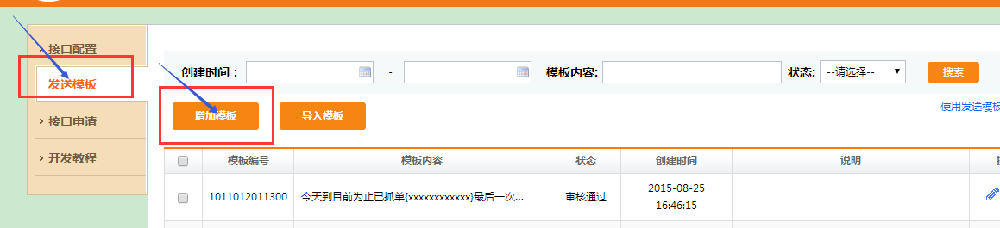 接口配置
发送模板
接口申请
开发教程
创建时间: - 模板内容: 状态: --请选择-- 搜索
使用发送模板
增加模板 导入模板
模板编号 模板内容 状态 创建时间 说明
1011012011300 今天到目前为止已抓单{xxxxxxxxxxxx}最后一次... 审核通过 2015-08-25
16:46:15